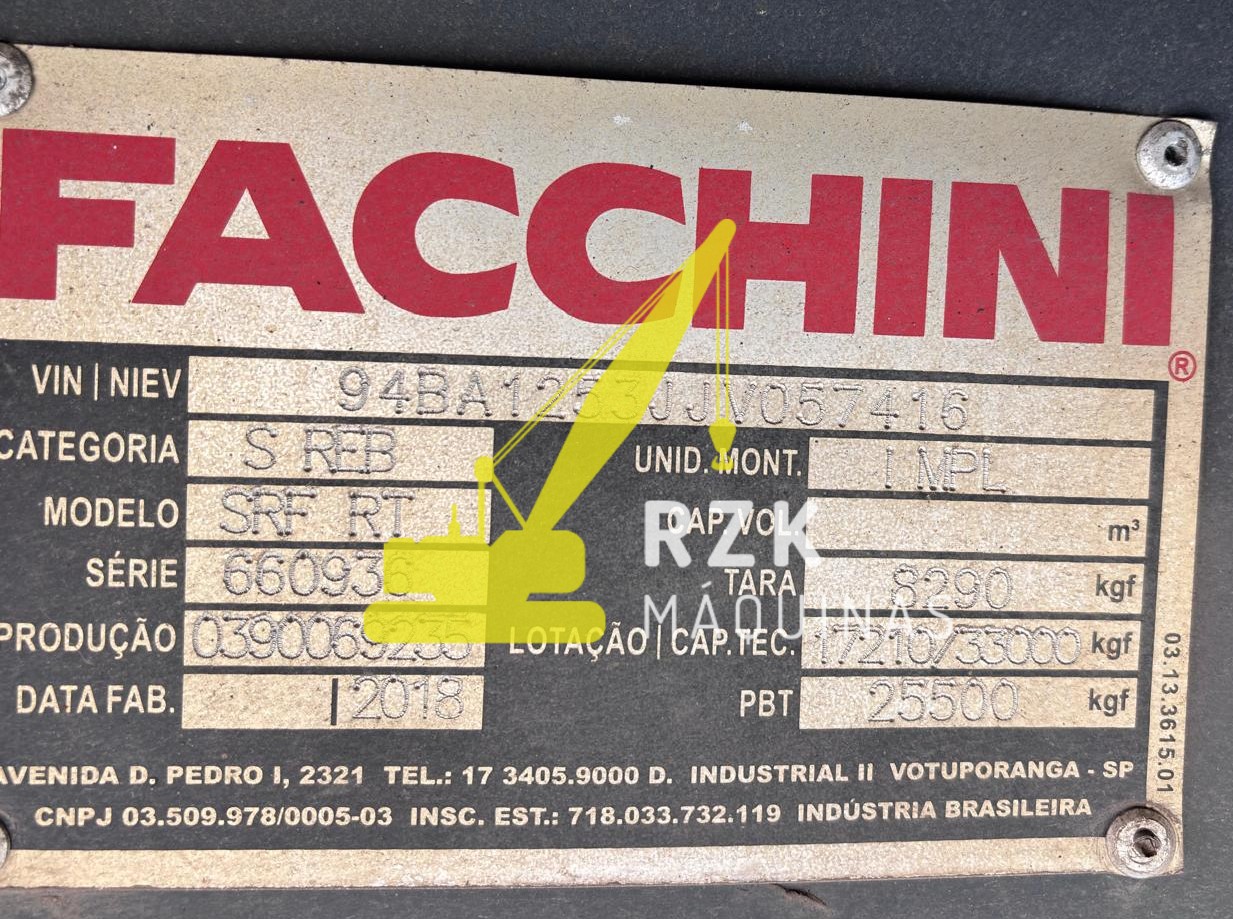 FACCHINI®
VIN | NIEV 94BA1253JJV057416
CATEGORIA S REB UNID. MONT. IMPL
MODELO SRF RT CAP. VOL. m³
SÉRIE 660936 TARA 8290 kgf
PRODUÇÃO 0390069235 LOTAÇÃO | CAP. TEC. 17210/33000 kgf
DATA FAB. | 2018 PBT 25500 kgf
RZK
MÁQUINAS
AVENIDA D. PEDRO I, 2321 TEL.: 17 3405.9000 D. INDUSTRIAL II VOTUPORANGA - SP
CNPJ 03.509.978/0005-03 INSC. EST.: 718.033.732.119 INDÚSTRIA BRASILEIRA
03.13.3615.01